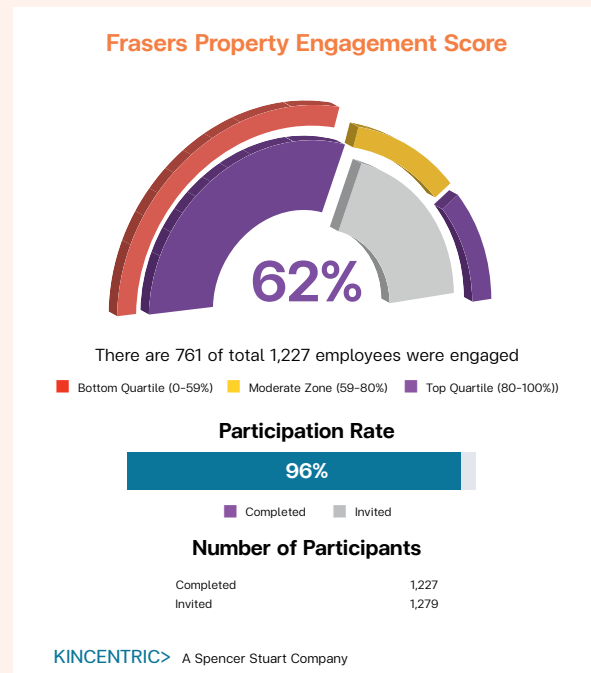 Frasers Property Engagement Score
62%
There are 761 of total 1,227 employees were engaged
Bottom Quartile (0-59%) Moderate Zone (59-80%) Top Quartile (80-100%))
Participation Rate
96%
Completed Invited
Number of Participants
Completed 1,227
Invited 1,279
KINCENTRIC> A Spencer Stuart Company